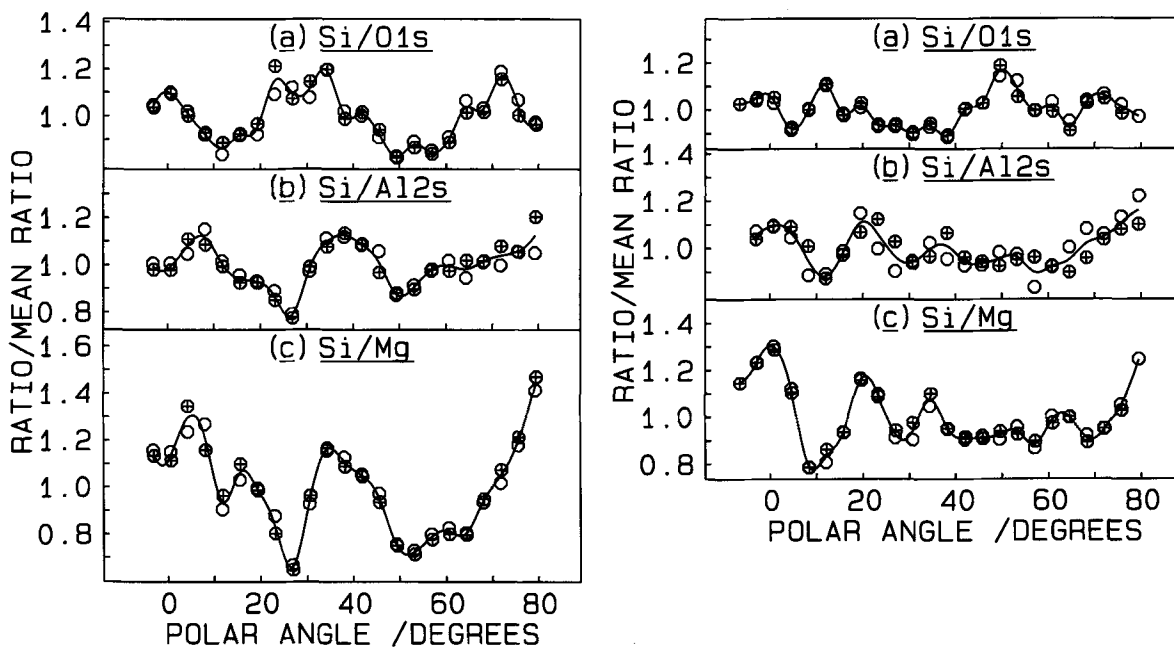 1.4
(a) Si/O1s
1.2
1.0
(b) Si/Al2s
1.2
1.0
0.8
1.6
(c) Si/Mg
1.4
1.2
1.0
0.8
RATIO/MEAN RATIO
0 20 40 60 80
POLAR ANGLE /DEGREES
(a) Si/O1s
1.2
1.0
1.4
(b) Si/Al2s
1.2
1.0
1.4
(c) Si/Mg
1.2
1.0
0.8
RATIO/MEAN RATIO
0 20 40 60 80
POLAR ANGLE /DEGREES